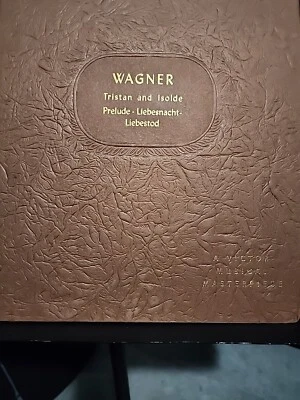 WAGNER
Tristan and Isolde
Prelude · Liebesnacht·
Liebestod
A VICTOR
MUSICAL
MASTERPIECE